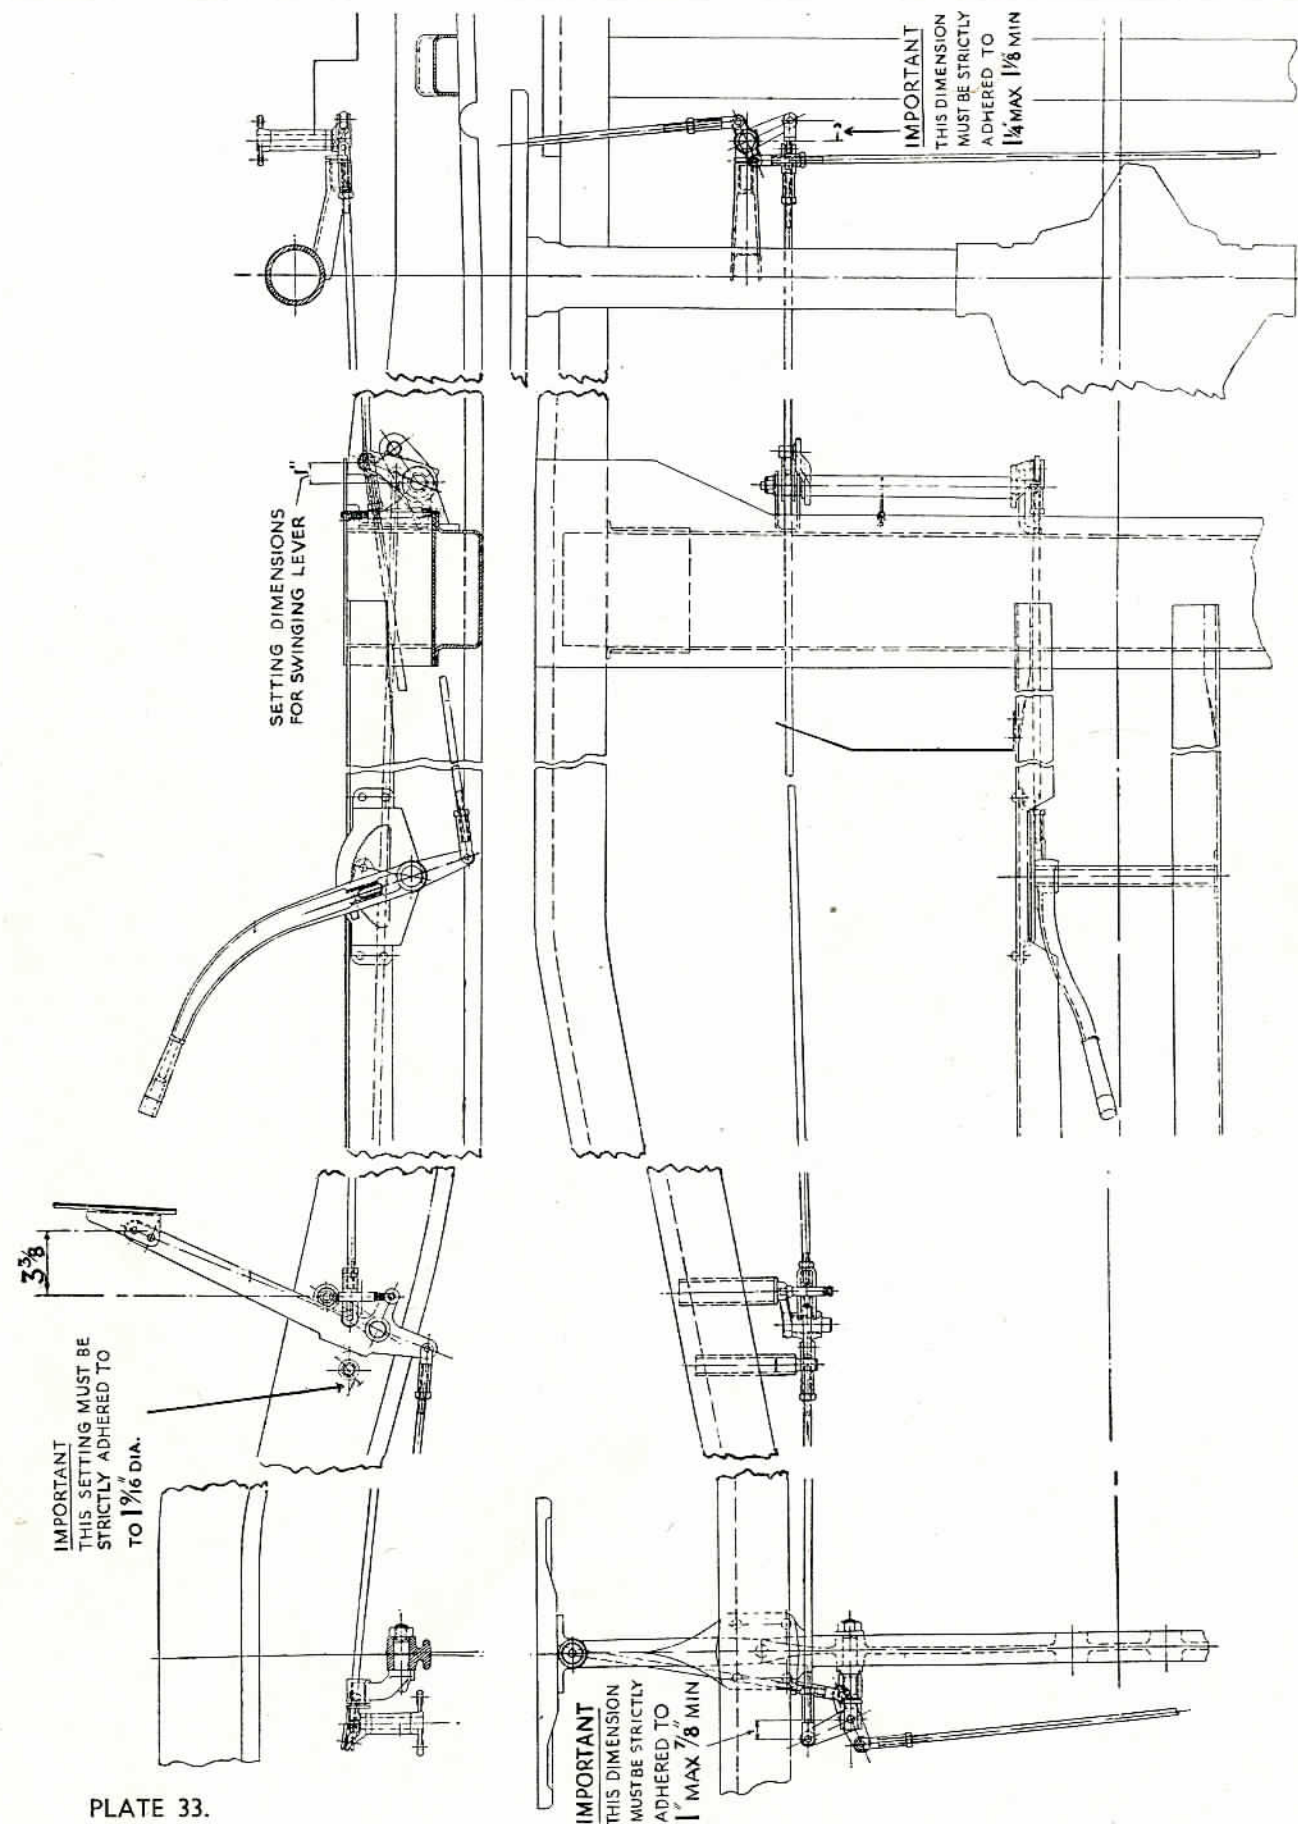 IMPORTANT
THIS DIMENSION
MUST BE STRICTLY
ADHERED TO
1¼" MAX 1⅛ MIN
SETTING DIMENSIONS
FOR SWINGING LEVER
1"
3⅜
IMPORTANT
THIS SETTING MUST BE
STRICTLY ADHERED TO
TO 1 9/16" DIA.
IMPORTANT
THIS DIMENSION
MUST BE STRICTLY
ADHERED TO
1" MAX 7/8" MIN
PLATE 33.